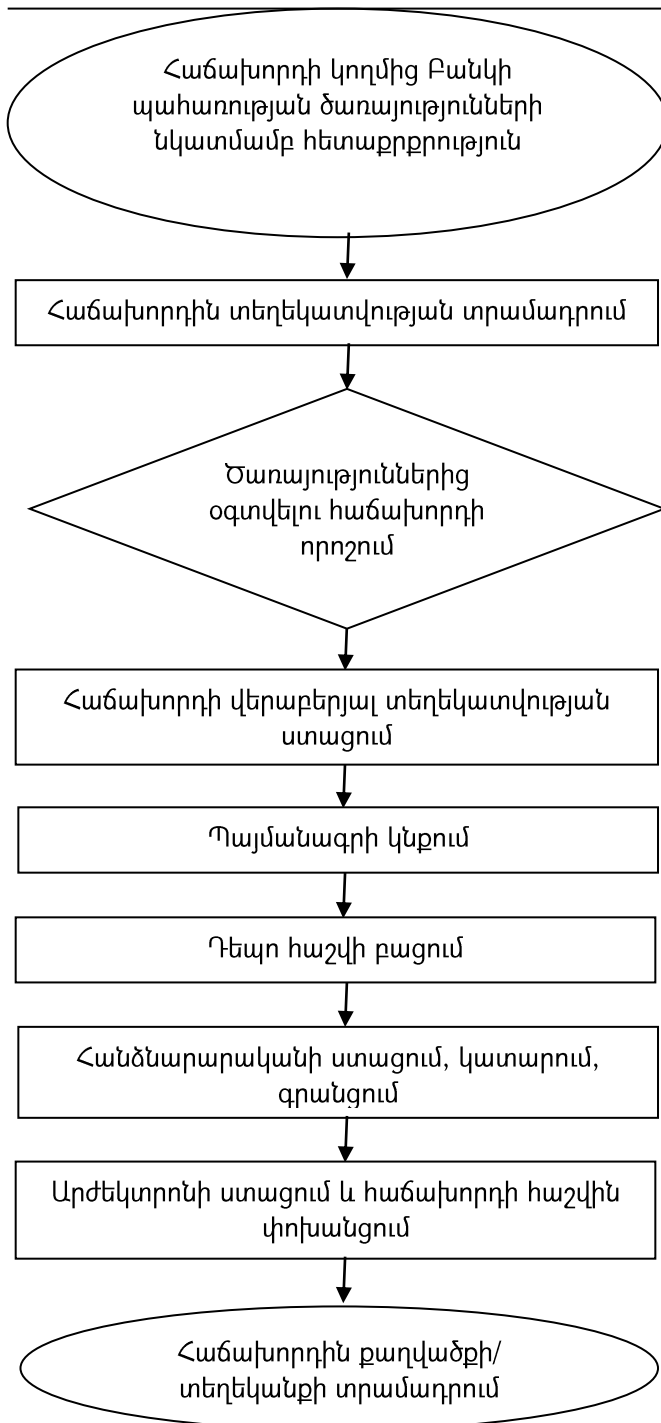 Հաճախորդի կողմից Բանկի
պահառության ծառայությունների
նկատմամբ հետաքրքրություն
Հաճախորդին տեղեկատվության տրամադրում
Ծառայություններից
օգտվելու հաճախորդի
որոշում
Հաճախորդի վերաբերյալ տեղեկատվության
ստացում
Պայմանագրի կնքում
Դեպո հաշվի բացում
Հանձնարարականի ստացում, կատարում,
գրանցում
Արժեկտրոնի ստացում և հաճախորդի հաշվին
փոխանցում
Հաճախորդին քաղվածքի/
տեղեկանքի տրամադրում